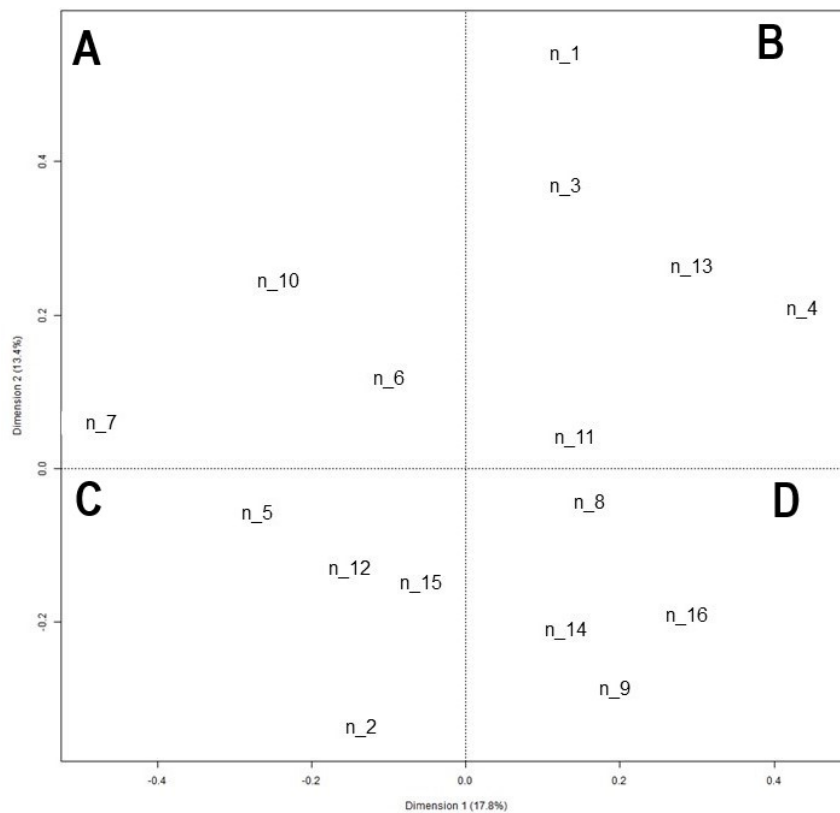 A
B
n_1
0.4
n_3
n_13
n_10
n_4
0.2
n_6
n_7
n_11
0.0
C
D
n_8
n_5
n_12
n_15
n_16
-0.2
n_14
n_9
n_2
-0.4
-0.2
0.0
0.2
0.4
Dimension 1 (17.8%)
Dimension 2 (13.4%)